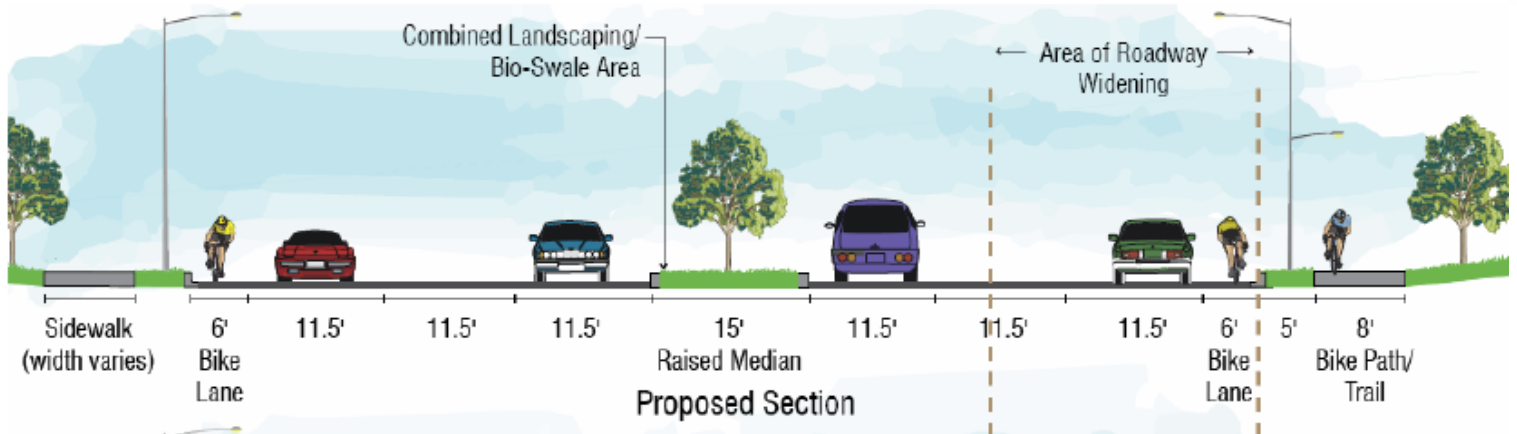 Combined Landscaping/
Bio-Swale Area
Area of Roadway
Widening
Sidewalk
(width varies)
6'
Bike
Lane
11.5'
11.5'
11.5'
15'
Raised Median
11.5'
11.5'
11.5'
6'
Bike
Lane
5'
8'
Bike Path/
Trail
Proposed Section